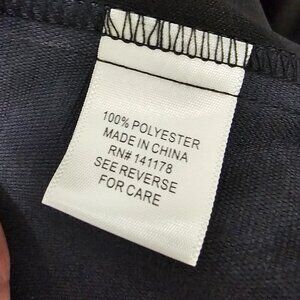 100% POLYESTER
MADE IN CHINA
RN# 141178
SEE REVERSE
FOR CARE